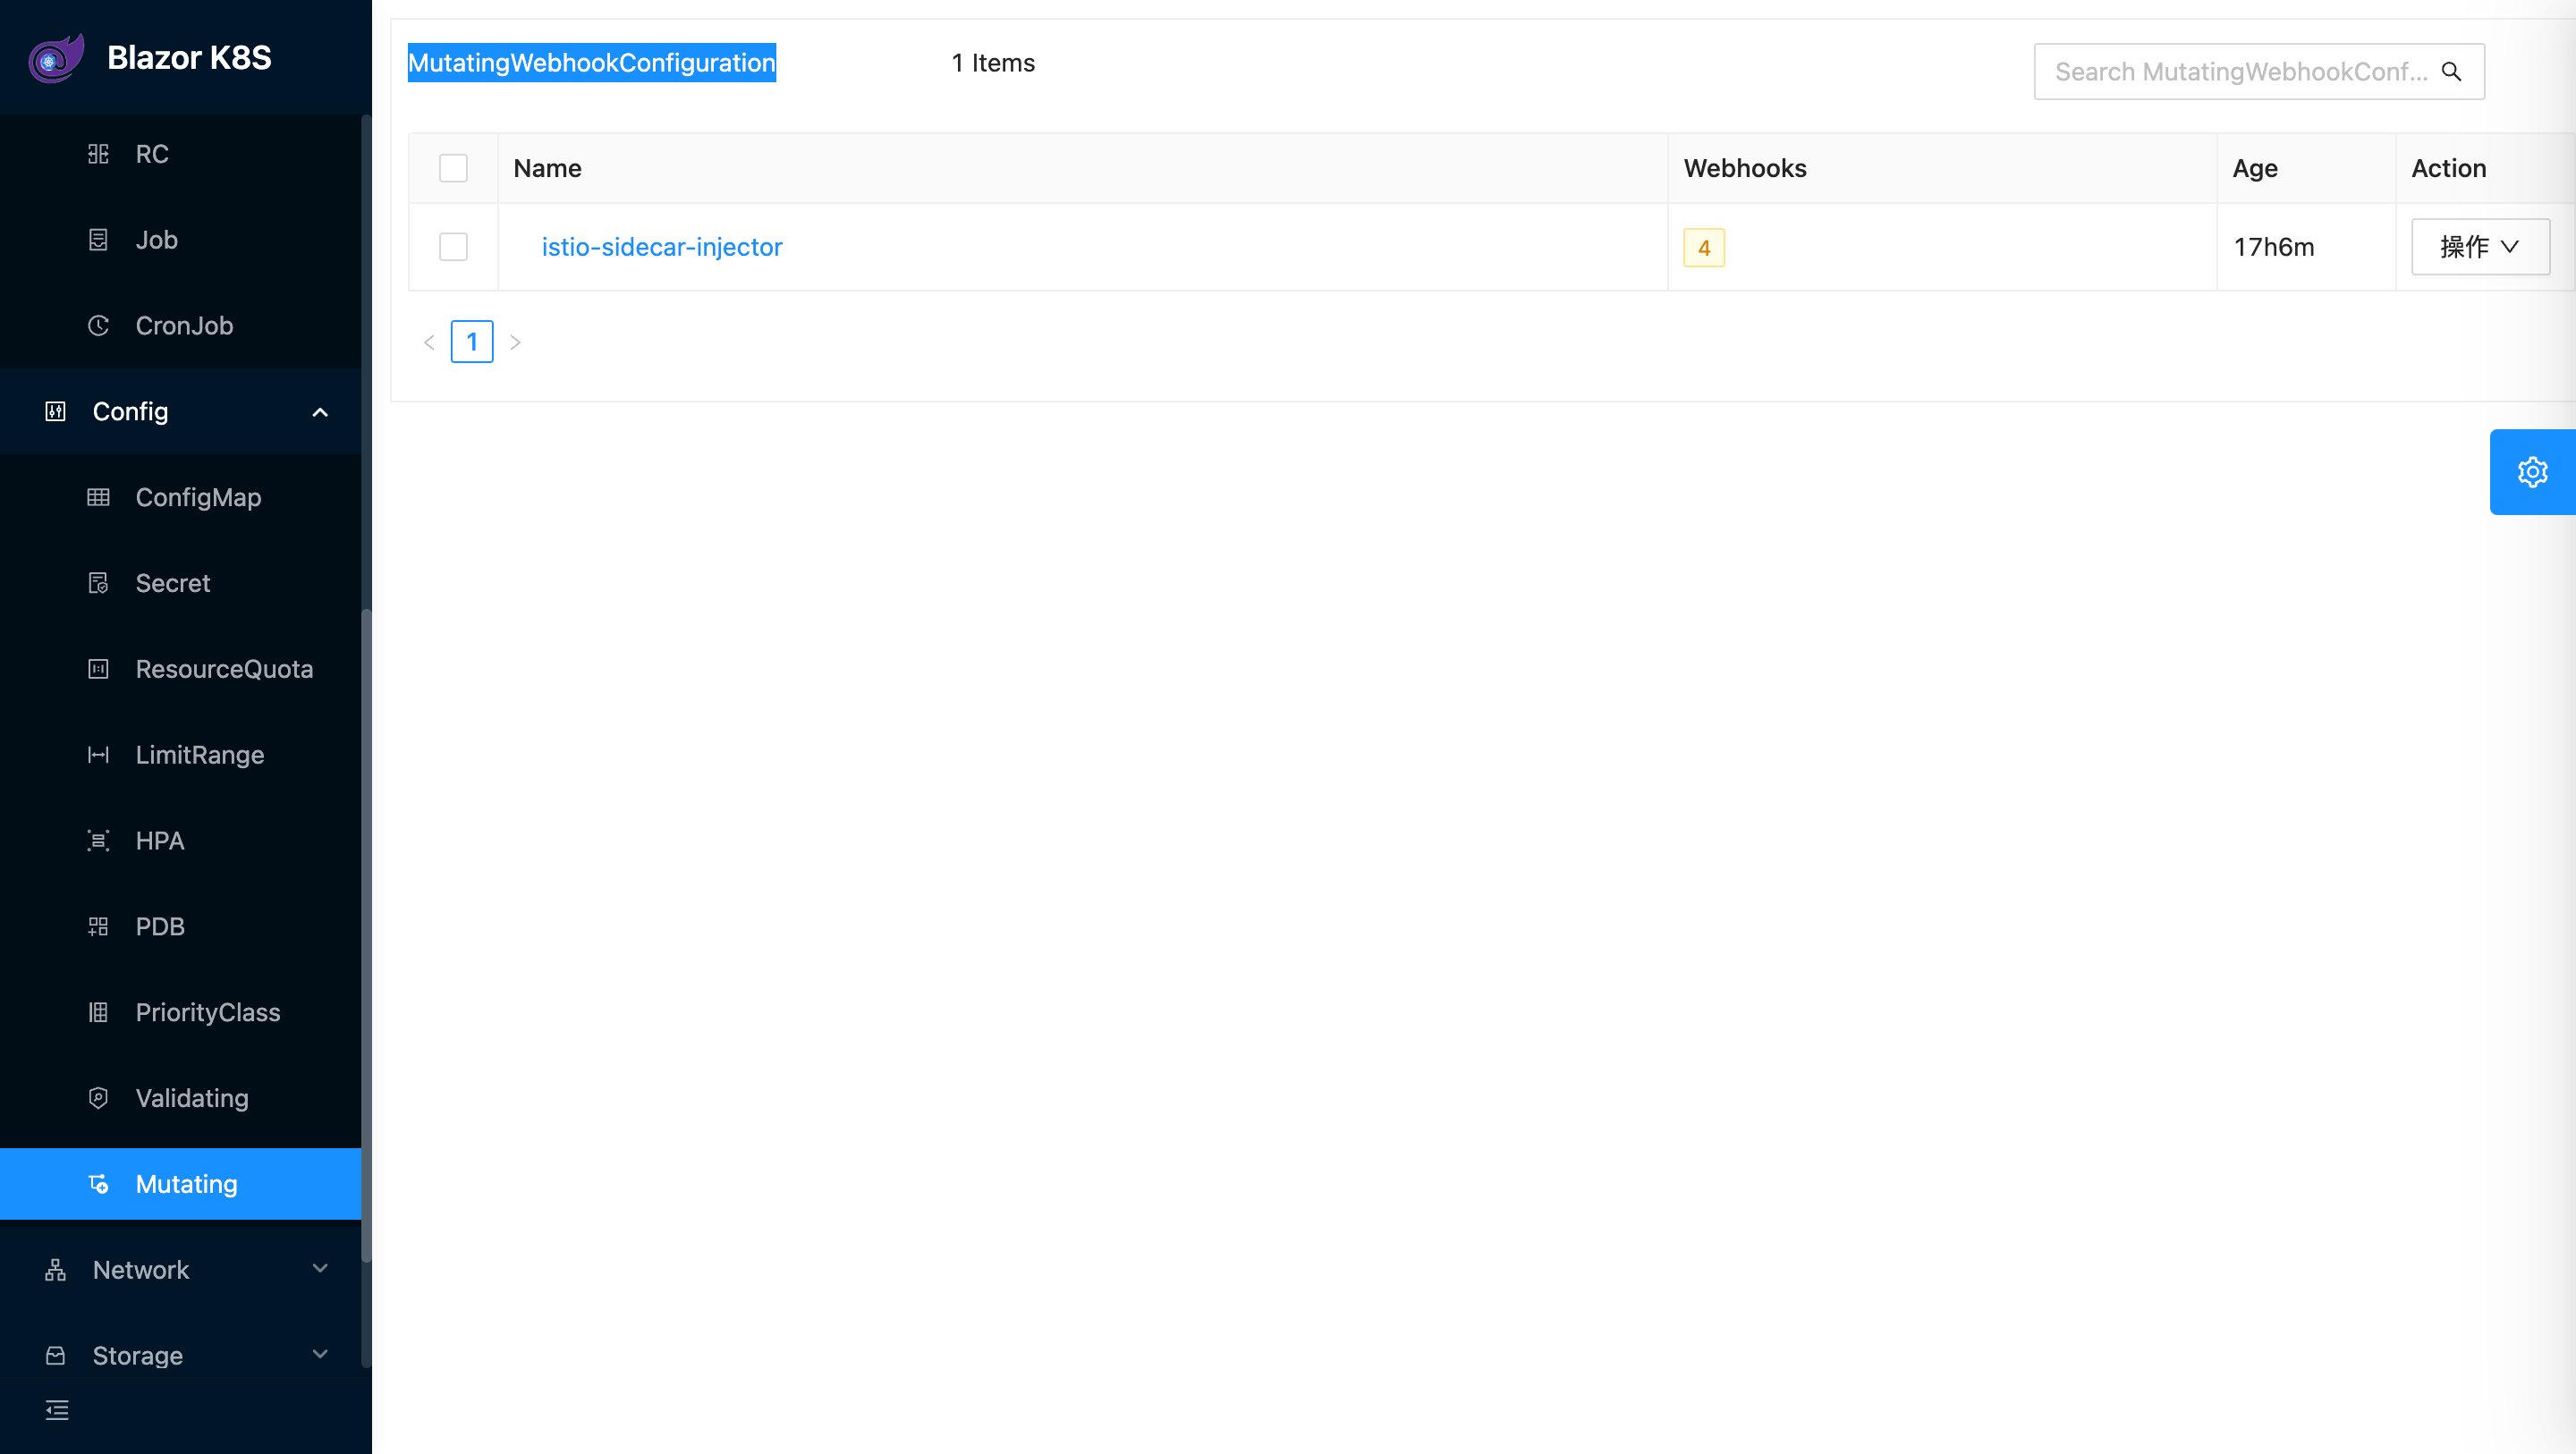 Blazor K8S
RC
Job
CronJob
Config
ConfigMap
Secret
ResourceQuota
LimitRange
HPA
PDB
PriorityClass
Validating
Mutating
Network
Storage
MutatingWebhookConfiguration
1 Items
Search MutatingWebhookConf...
Name Webhooks Age Action
istio-sidecar-injector 4 17h6m 操作
1